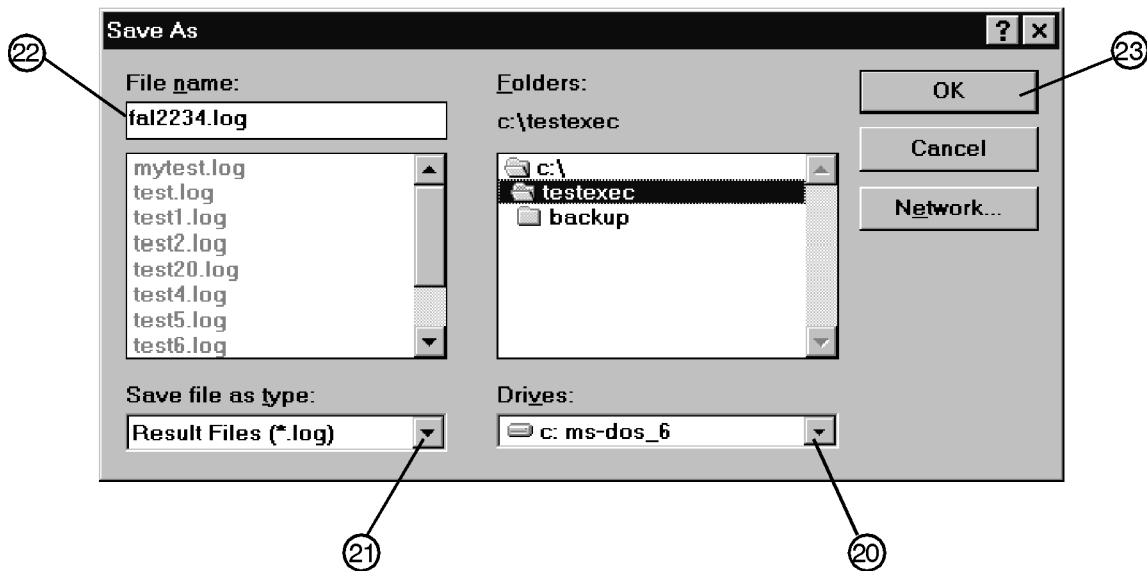 Save As
? ×
22
23
File name:
fal2234.log
mytest.log
test.log
test1.log
test2.log
test20.log
test4.log
test5.log
test6.log
Save file as type:
Result Files (*.log)
Folders:
c:\testexec
c:\
testexec
backup
Drives:
c: ms-dos_6
OK
Cancel
Network...
21
20